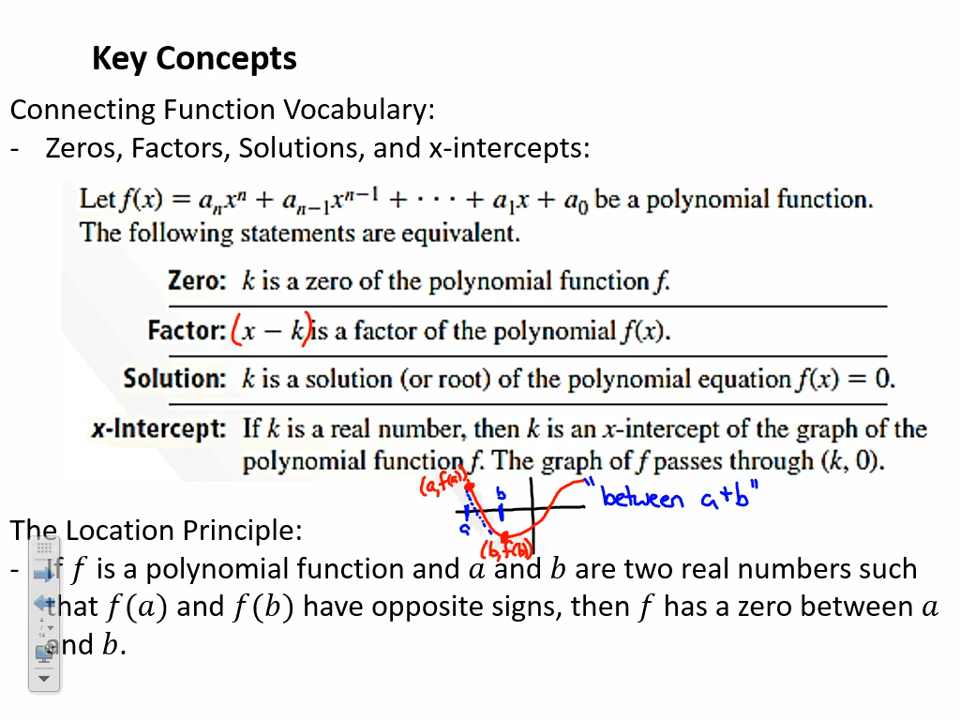 Key Concepts
Connecting Function Vocabulary:
- Zeros, Factors, Solutions, and x-intercepts:
Let f(x) = aₙxⁿ + aₙ₋₁xⁿ⁻¹ + · · · + a₁x + a₀ be a polynomial function.
The following statements are equivalent.
Zero: k is a zero of the polynomial function f.
Factor: (x − k) is a factor of the polynomial f(x).
Solution: k is a solution (or root) of the polynomial equation f(x) = 0.
x-Intercept: If k is a real number, then k is an x-intercept of the graph of the
polynomial function f. The graph of f passes through (k, 0).
(a, f(a))
b
"between a + b"
a
(b, f(b))
The Location Principle:
- If f is a polynomial function and a and b are two real numbers such
that f(a) and f(b) have opposite signs, then f has a zero between a
and b.